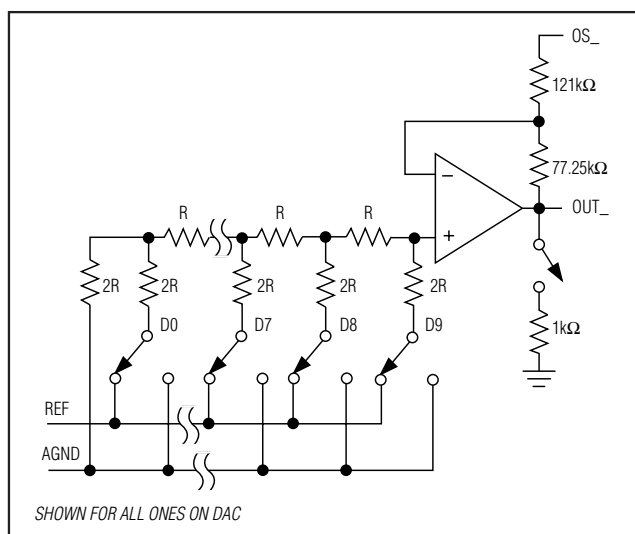 OS_
121kΩ
77.25kΩ
OUT_
R R R
2R 2R 2R 2R 2R
D0 D7 D8 D9
1kΩ
REF
AGND
SHOWN FOR ALL ONES ON DAC
− +